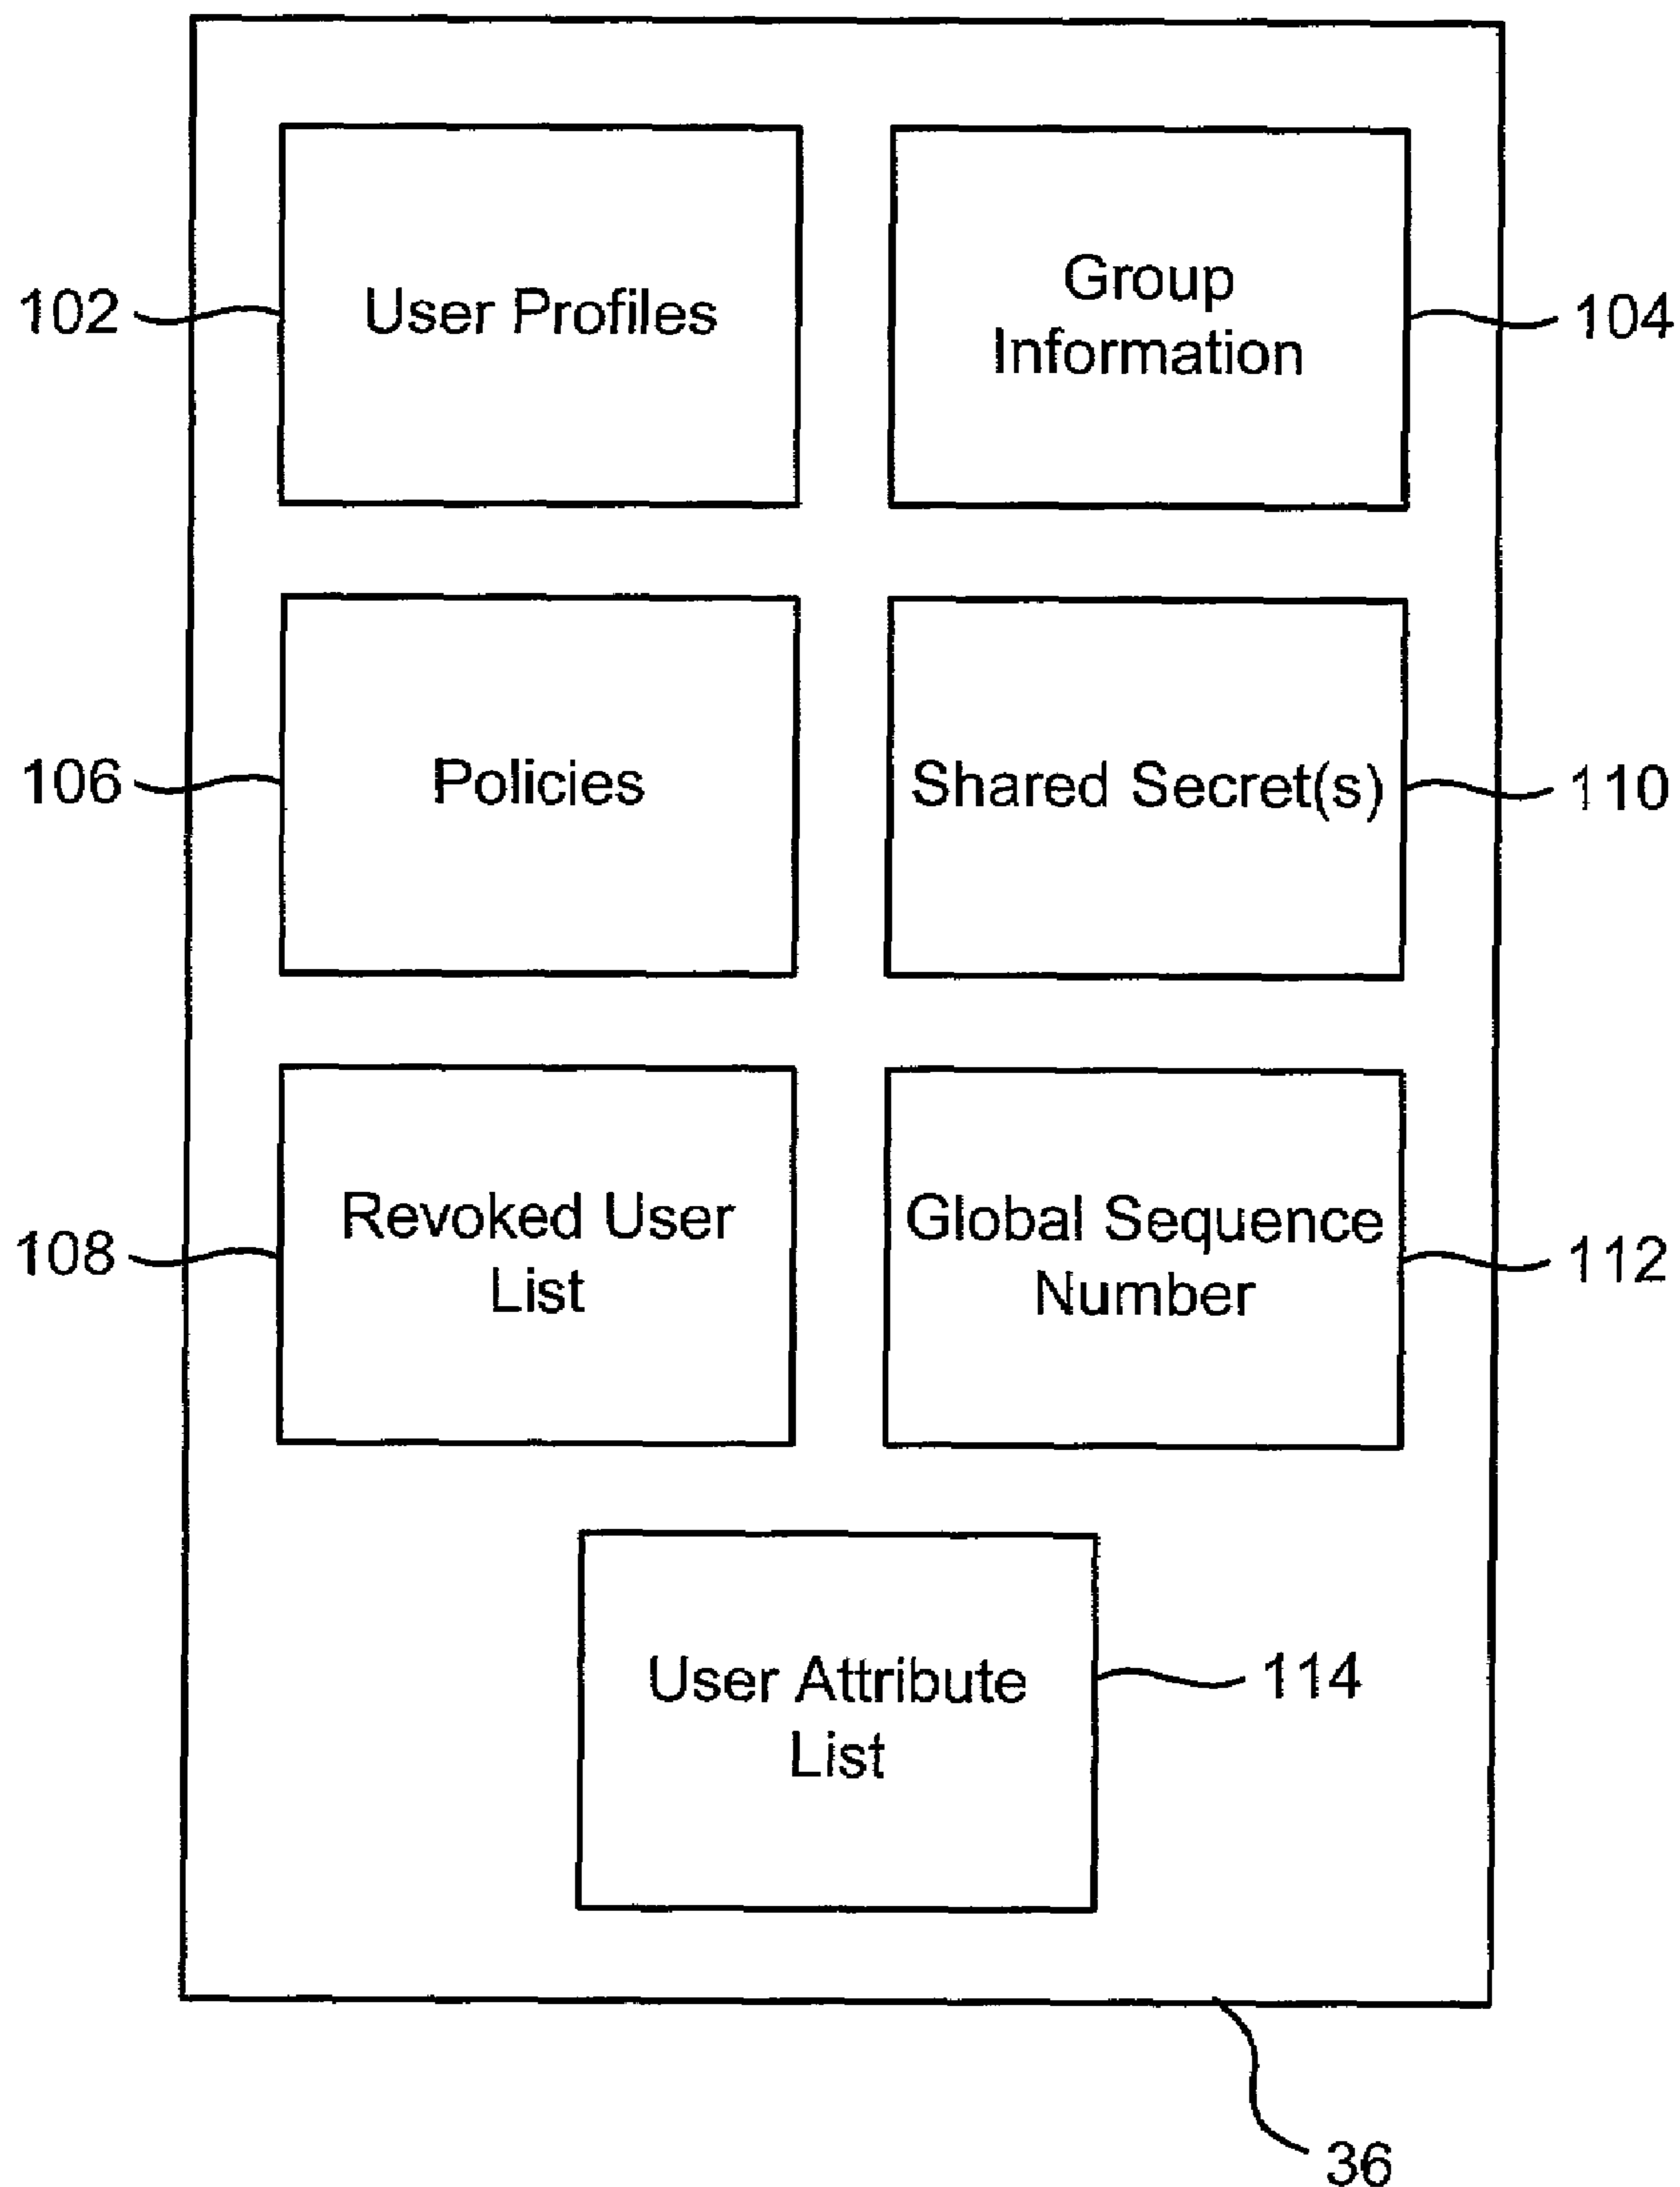 102
User Profiles
Group
Information
104
106
Policies
Shared Secret(s)
110
108
Revoked User
List
Global Sequence
Number
112
User Attribute
List
114
36